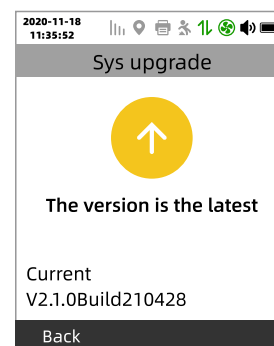 2020-11-18
11:35:52
Sys upgrade
The version is the latest
Current
V2.1.0Build210428
Back